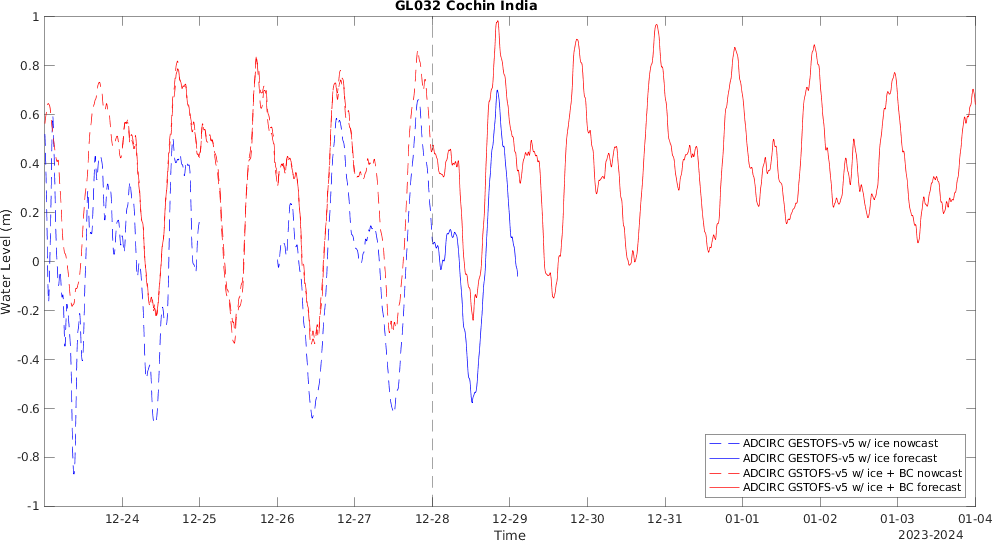 GL032 Cochin India
Water Level (m)
1
0.8
0.6
0.4
0.2
0
-0.2
-0.4
-0.6
-0.8
-1
12-24 12-25 12-26 12-27 12-28 12-29 12-30 12-31 01-01 01-02 01-03 01-04
Time
2023-2024
ADCIRC GESTOFS-v5 w/ ice nowcast
ADCIRC GESTOFS-v5 w/ ice forecast
ADCIRC GSTOFS-v5 w/ ice + BC nowcast
ADCIRC GSTOFS-v5 w/ ice + BC forecast